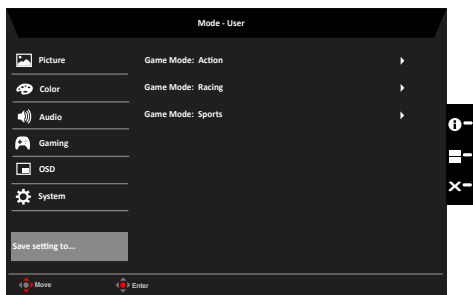 Mode - User
Picture
Game Mode: Action
Color
Game Mode: Racing
Audio
Game Mode: Sports
Gaming
OSD
System
Save setting to...
Move
Enter